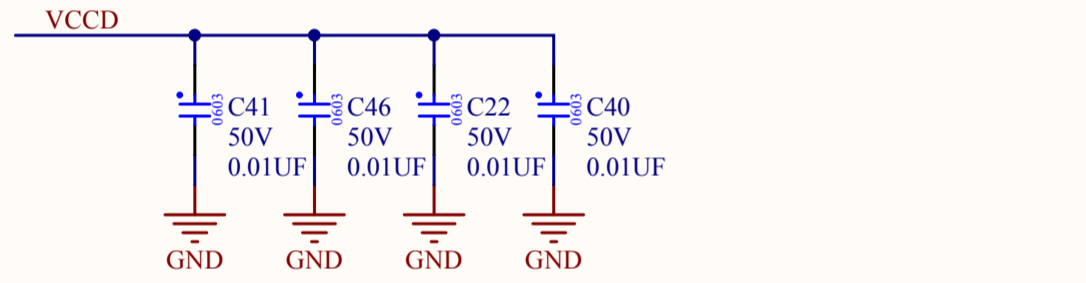 VCCD
0603 C41
50V
0.01UF
0603 C46
50V
0.01UF
0603 C22
50V
0.01UF
0603 C40
50V
0.01UF
GND GND GND GND